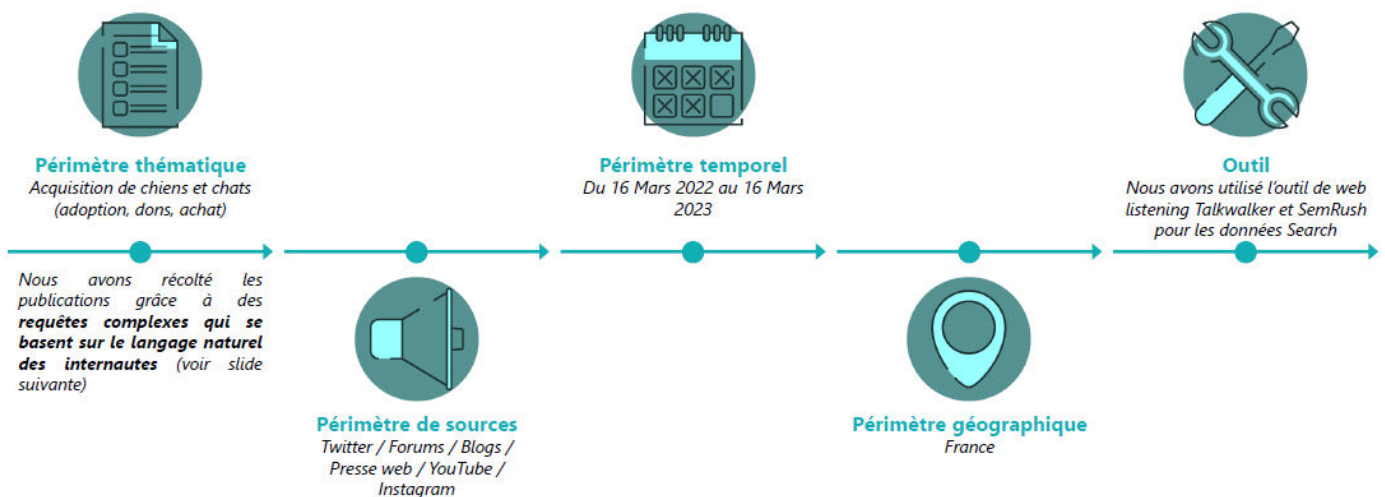 Périmètre thématique
Acquisition de chiens et chats
(adoption, dons, achat)
Nous avons récolté les
publications grâce à des
requêtes complexes qui se
basent sur le langage naturel
des internautes (voir slide
suivante)
Périmètre de sources
Twitter / Forums / Blogs /
Presse web / YouTube /
Instagram
Périmètre temporel
Du 16 Mars 2022 au 16 Mars
2023
Périmètre géographique
France
Outil
Nous avons utilisé l'outil de web
listening Talkwalker et SemRush
pour les données Search